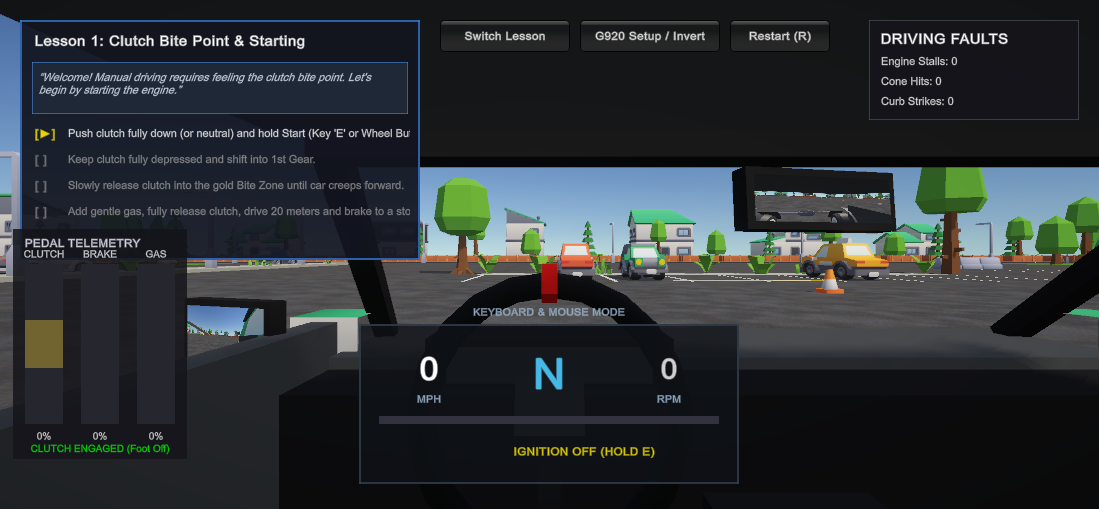 Lesson 1: Clutch Bite Point & Starting
"Welcome! Manual driving requires feeling the clutch bite point. Let's
begin by starting the engine."
[▶] Push clutch fully down (or neutral) and hold Start (Key 'E' or Wheel But
[ ] Keep clutch fully depressed and shift into 1st Gear.
[ ] Slowly release clutch into the gold Bite Zone until car creeps forward.
[ ] Add gentle gas, fully release clutch, drive 20 meters and brake to a sto
Switch Lesson
G920 Setup / Invert
Restart (R)
DRIVING FAULTS
Engine Stalls: 0
Cone Hits: 0
Curb Strikes: 0
PEDAL TELEMETRY
CLUTCH BRAKE GAS
0% 0% 0%
CLUTCH ENGAGED (Foot Off)
KEYBOARD & MOUSE MODE
0 N 0
MPH RPM
IGNITION OFF (HOLD E)